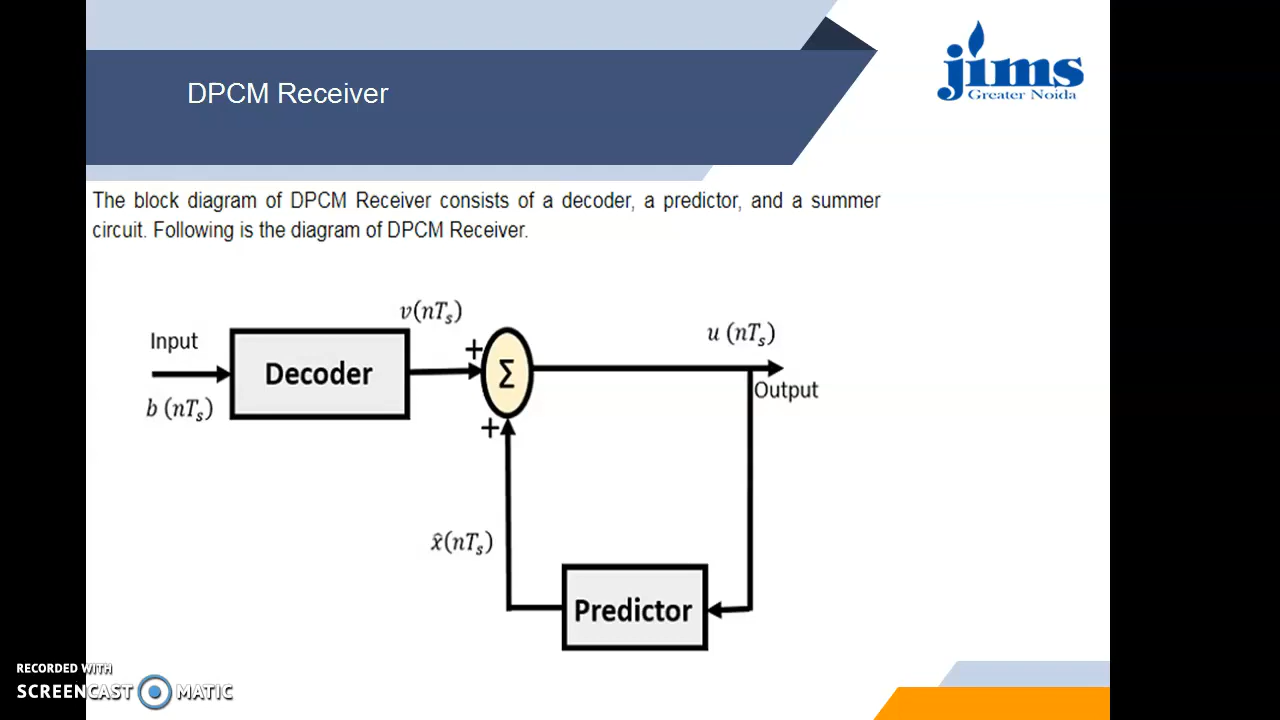 DPCM Receiver
jims
Greater Noida
The block diagram of DPCM Receiver consists of a decoder, a predictor, and a summer
circuit. Following is the diagram of DPCM Receiver.
v(nTₛ)
Input
+
u (nTₛ)
Decoder
Σ
Output
b (nTₛ)
+
x̂(nTₛ)
Predictor
RECORDED WITH
SCREENCAST MATIC